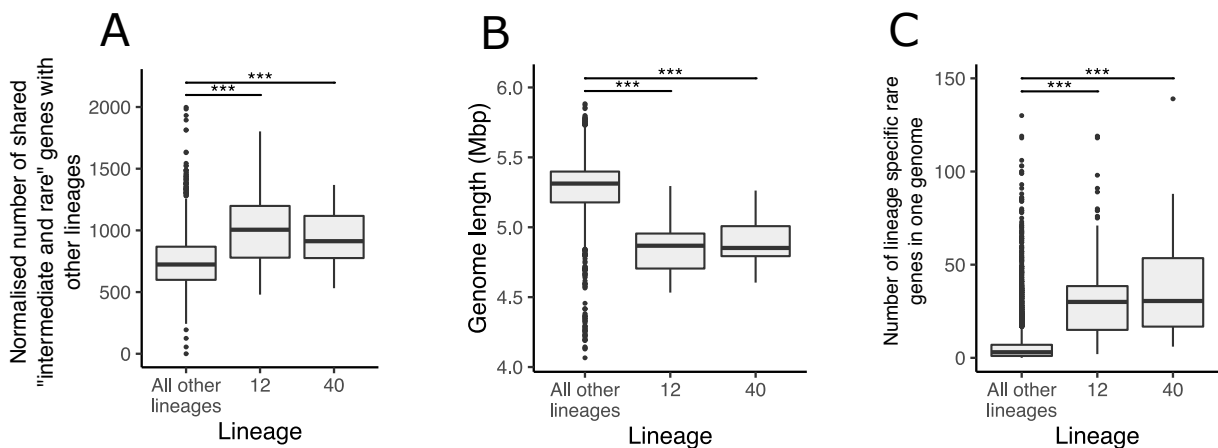 A
Normalised number of shared
"intermediate and rare" genes with
other lineages
2000
1500
1000
500
0
***
***
All other
lineages
12
40
Lineage
B
Genome length (Mbp)
6.0
5.5
5.0
4.5
4.0
***
***
All other
lineages
12
40
Lineage
C
Number of lineage specific rare
genes in one genome
150
100
50
0
***
***
All other
lineages
12
40
Lineage